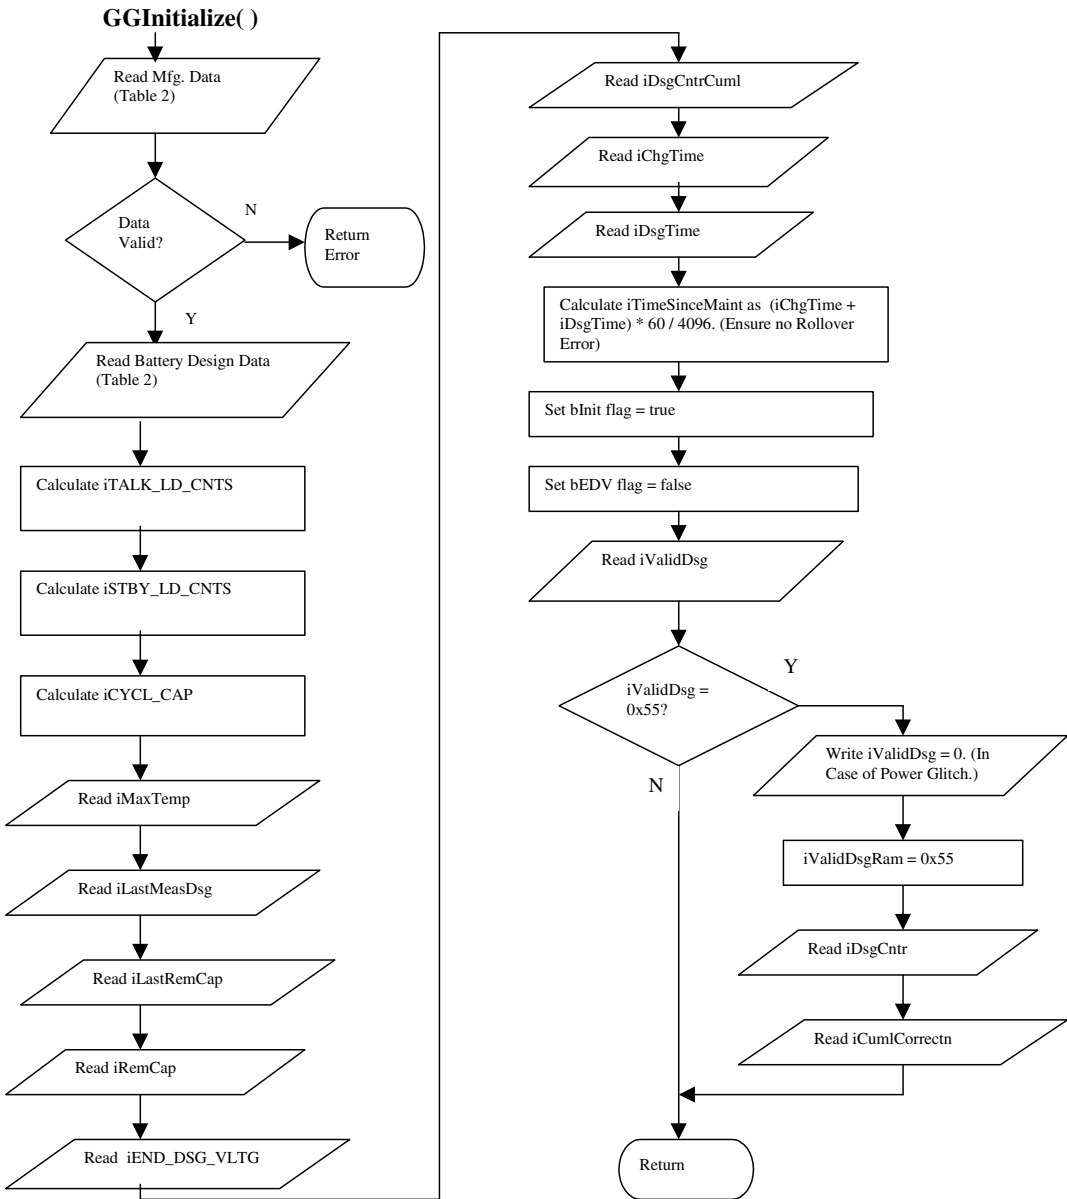 GGInitialize( )
Read Mfg. Data
(Table 2)
Data
Valid?
N
Return
Error
Y
Read Battery Design Data
(Table 2)
Calculate iTALK_LD_CNTS
Calculate iSTBY_LD_CNTS
Calculate iCYCL_CAP
Read iMaxTemp
Read iLastMeasDsg
Read iLastRemCap
Read iRemCap
Read iEND_DSG_VLTG
Read iDsgCntrCuml
Read iChgTime
Read iDsgTime
Calculate iTimeSinceMaint as (iChgTime +
iDsgTime) * 60 / 4096. (Ensure no Rollover
Error)
Set bInit flag = true
Set bEDV flag = false
Read iValidDsg
iValidDsg =
0x55?
Y
N
Write iValidDsg = 0. (In
Case of Power Glitch.)
iValidDsgRam = 0x55
Read iDsgCntr
Read iCumlCorrectn
Return